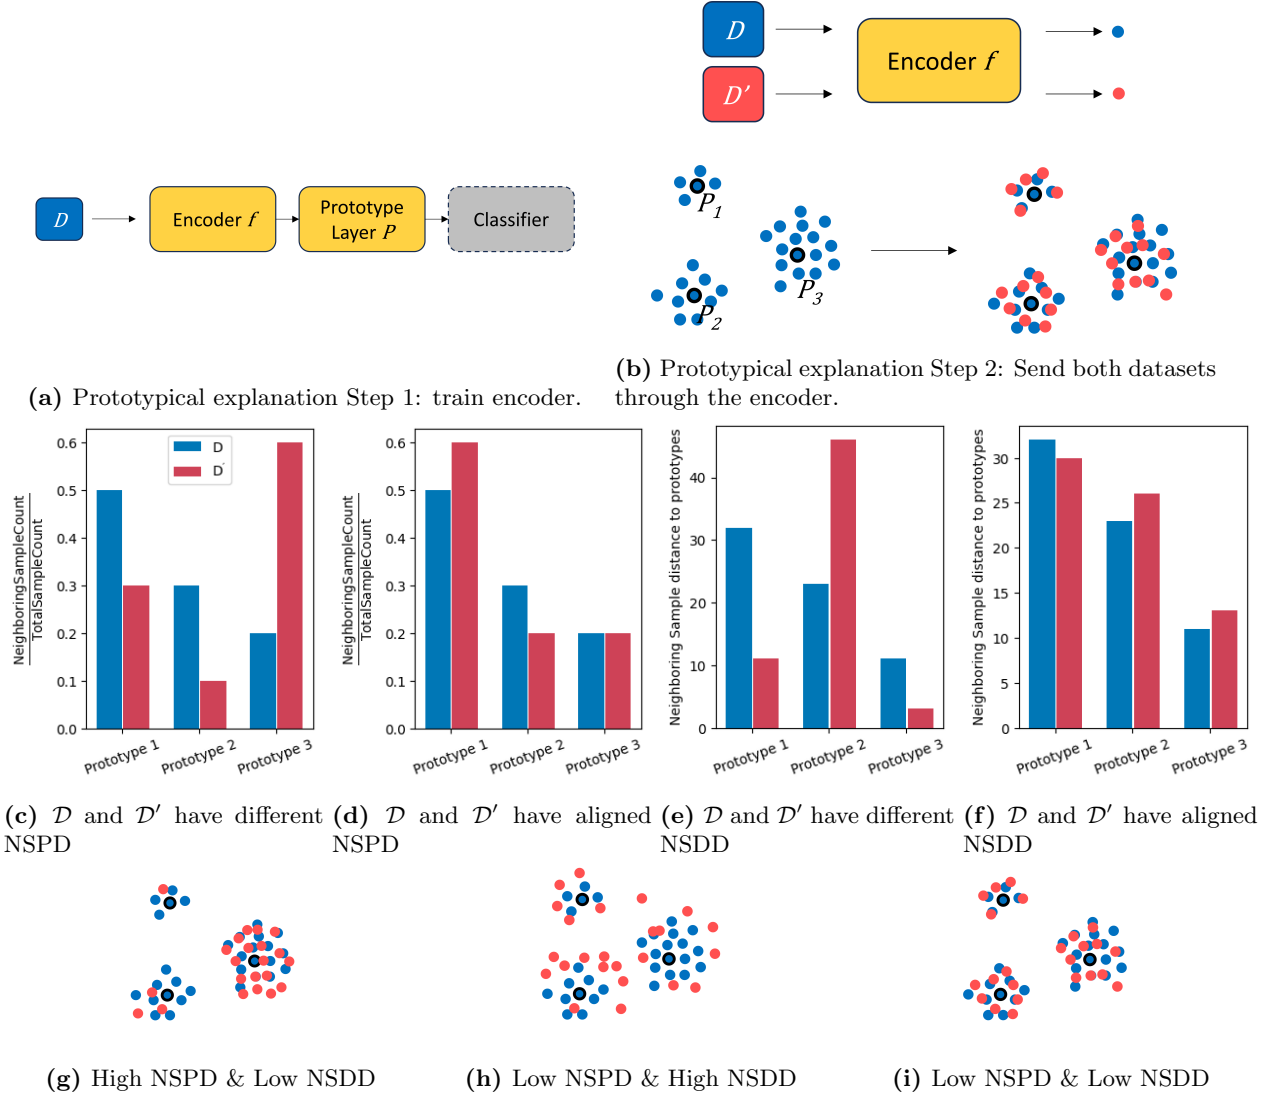 D
D'
Encoder f
D
Encoder f
Prototype
Layer P
Classifier
P1
P2
P3
(a) Prototypical explanation Step 1: train encoder.
(b) Prototypical explanation Step 2: Send both datasets
through the encoder.
NeighboringSampleCount
TotalSampleCount
0.6
0.5
0.4
0.3
0.2
0.1
0.0
D
D'
Prototype 1
Prototype 2
Prototype 3
NeighboringSampleCount
TotalSampleCount
0.6
0.5
0.4
0.3
0.2
0.1
0.0
Prototype 1
Prototype 2
Prototype 3
Neighboring Sample distance to prototypes
40
30
20
10
0
Prototype 1
Prototype 2
Prototype 3
Neighboring Sample distance to prototypes
30
25
20
15
10
5
0
Prototype 1
Prototype 2
Prototype 3
(c) D and D′ have different
NSPD
(d) D and D′ have aligned
NSPD
(e) D and D′ have different
NSDD
(f) D and D′ have aligned
NSDD
(g) High NSPD & Low NSDD
(h) Low NSPD & High NSDD
(i) Low NSPD & Low NSDD